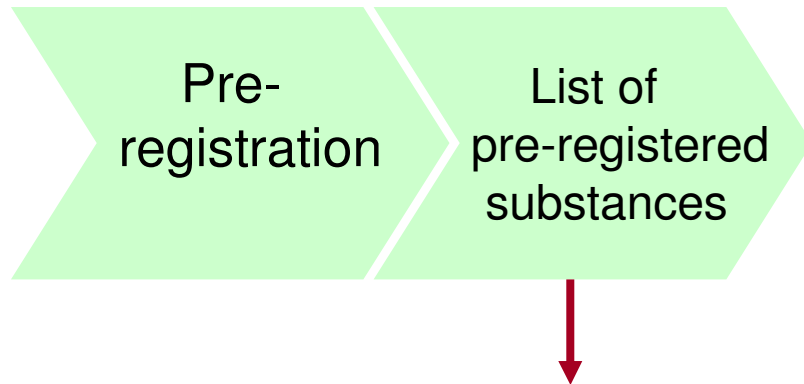 Pre-
registration
List of
pre-registered
substances